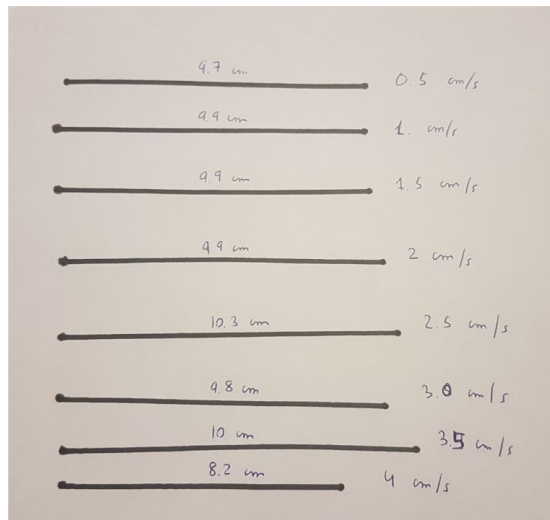 9.7 cm
0.5 cm/s
9.9 cm
1. cm/s
9.9 cm
1.5 cm/s
9.9 cm
2 cm/s
10.3 cm
2.5 cm/s
9.8 cm
3.0 cm/s
10 cm
3.5 cm/s
8.2 cm
4 cm/s